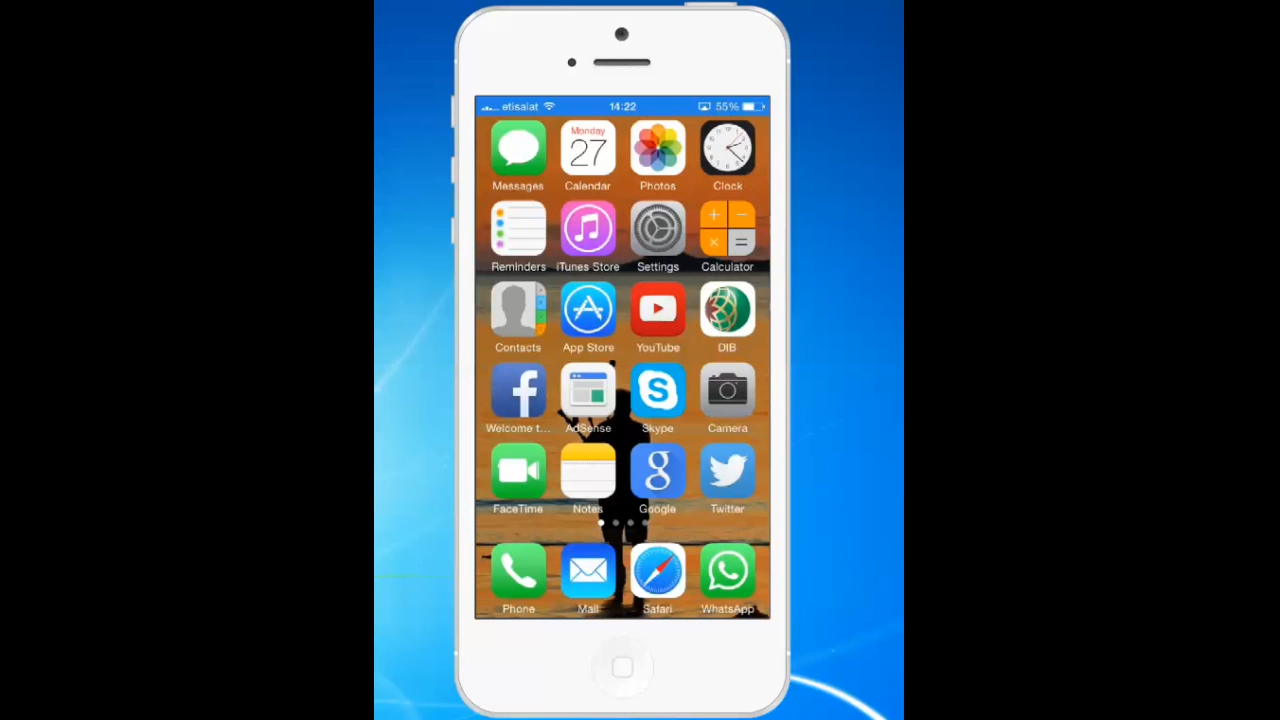 etisalat 14:22 55%
Monday
27
Messages Calendar Photos Clock
Reminders iTunes Store Settings Calculator
Contacts App Store YouTube DIB
Welcome t... AdSense Skype Camera
FaceTime Notes Google Twitter
Phone Mail Safari WhatsApp